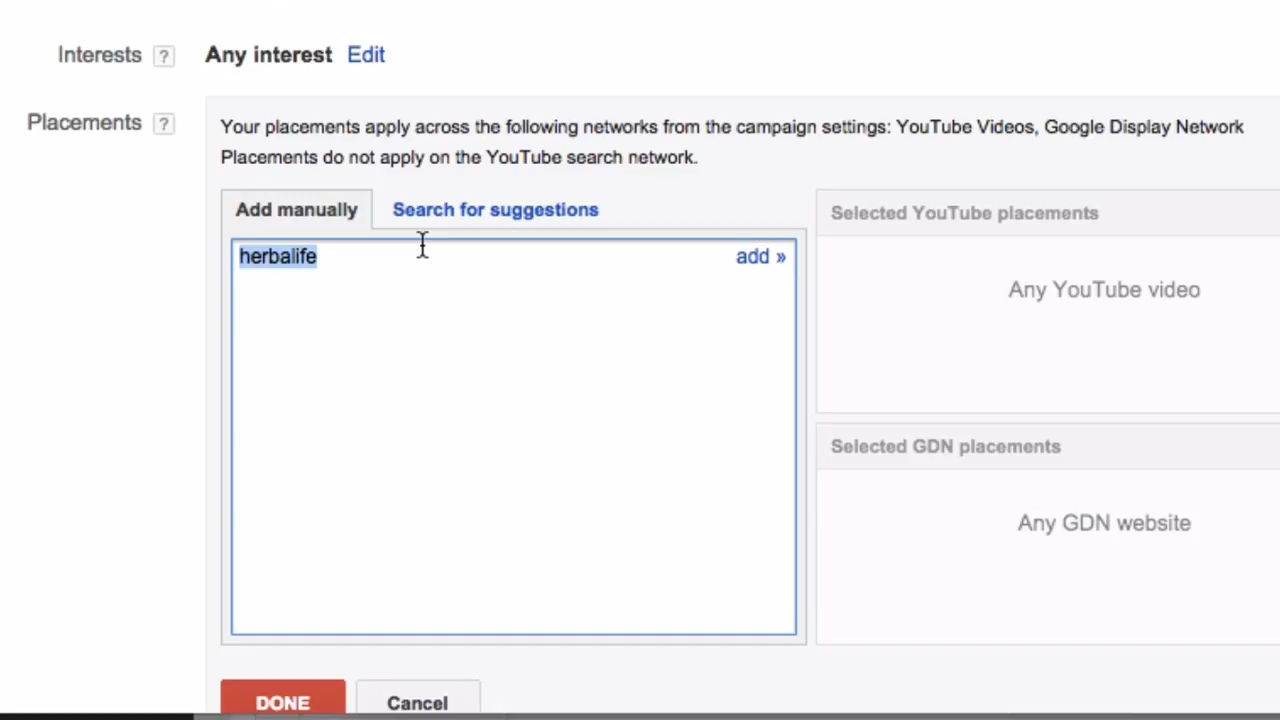 Interests ? Any interest Edit
Placements ?
Your placements apply across the following networks from the campaign settings: YouTube Videos, Google Display Network
Placements do not apply on the YouTube search network.
Add manually Search for suggestions
herbalife add »
Selected YouTube placements
Any YouTube video
Selected GDN placements
Any GDN website
DONE Cancel